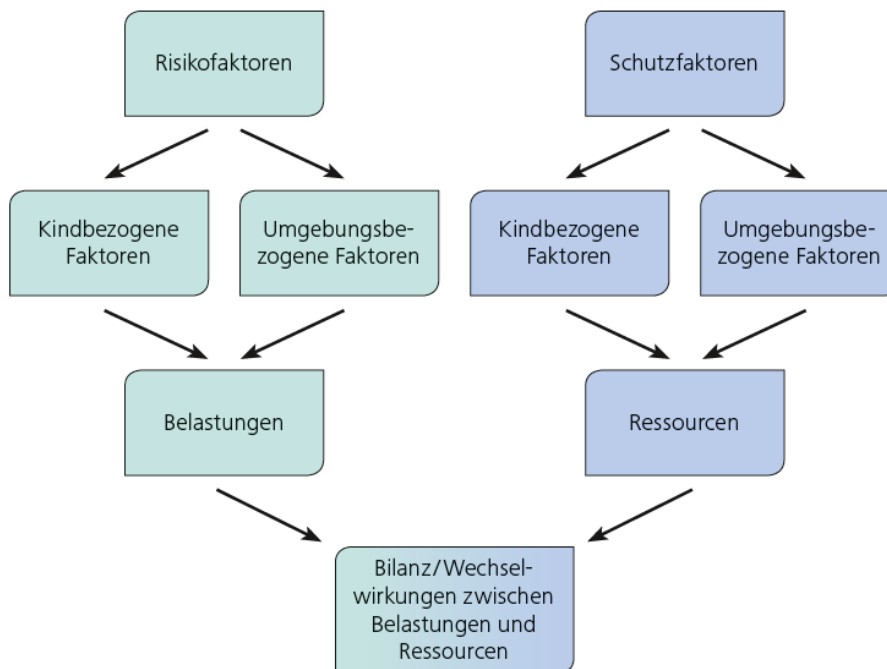 Risikofaktoren
Schutzfaktoren
Kindbezogene
Faktoren
Umgebungsbe-
zogene Faktoren
Kindbezogene
Faktoren
Umgebungsbe-
zogene Faktoren
Belastungen
Ressourcen
Bilanz/Wechsel-
wirkungen zwischen
Belastungen und
Ressourcen